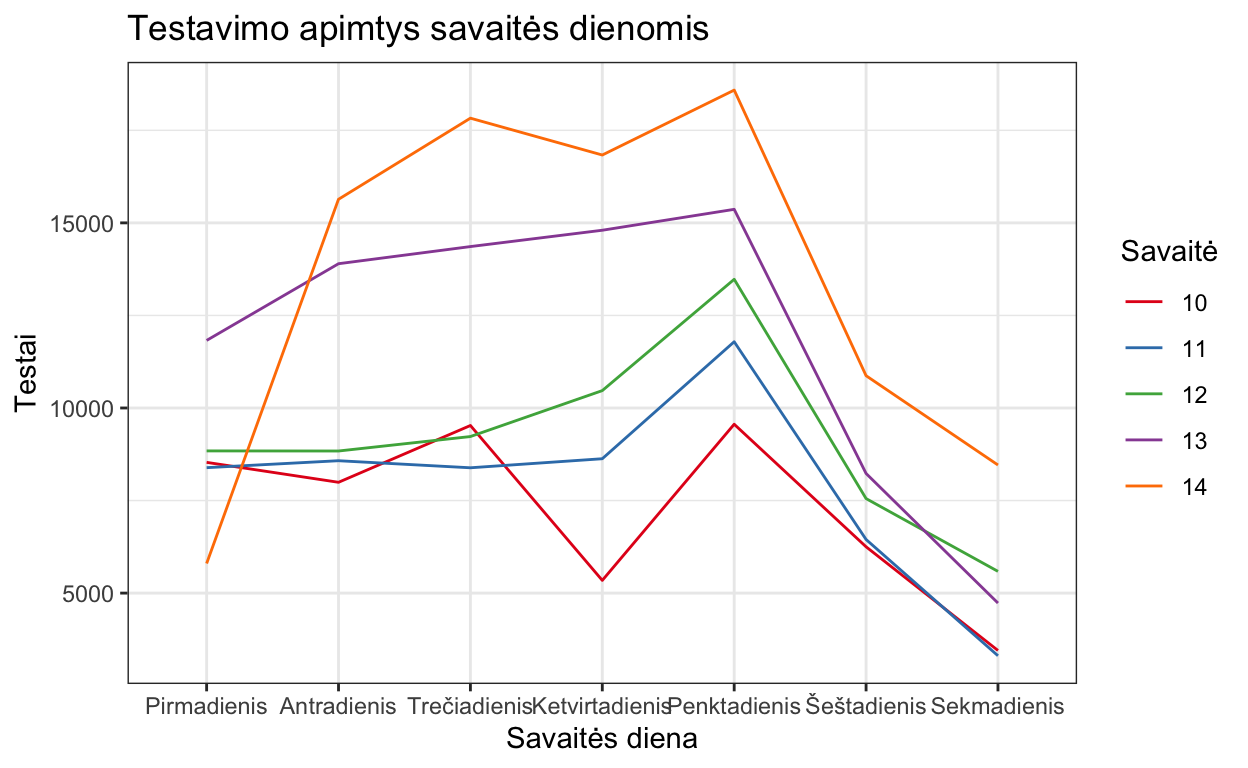 Testavimo apimtys savaitės dienomis
Testai
15000
10000
5000
Pirmadienis Antradienis Trečiadienis Ketvirtadienis Penktadienis Šeštadienis Sekmadienis
Savaitės diena
Savaitė
10
11
12
13
14